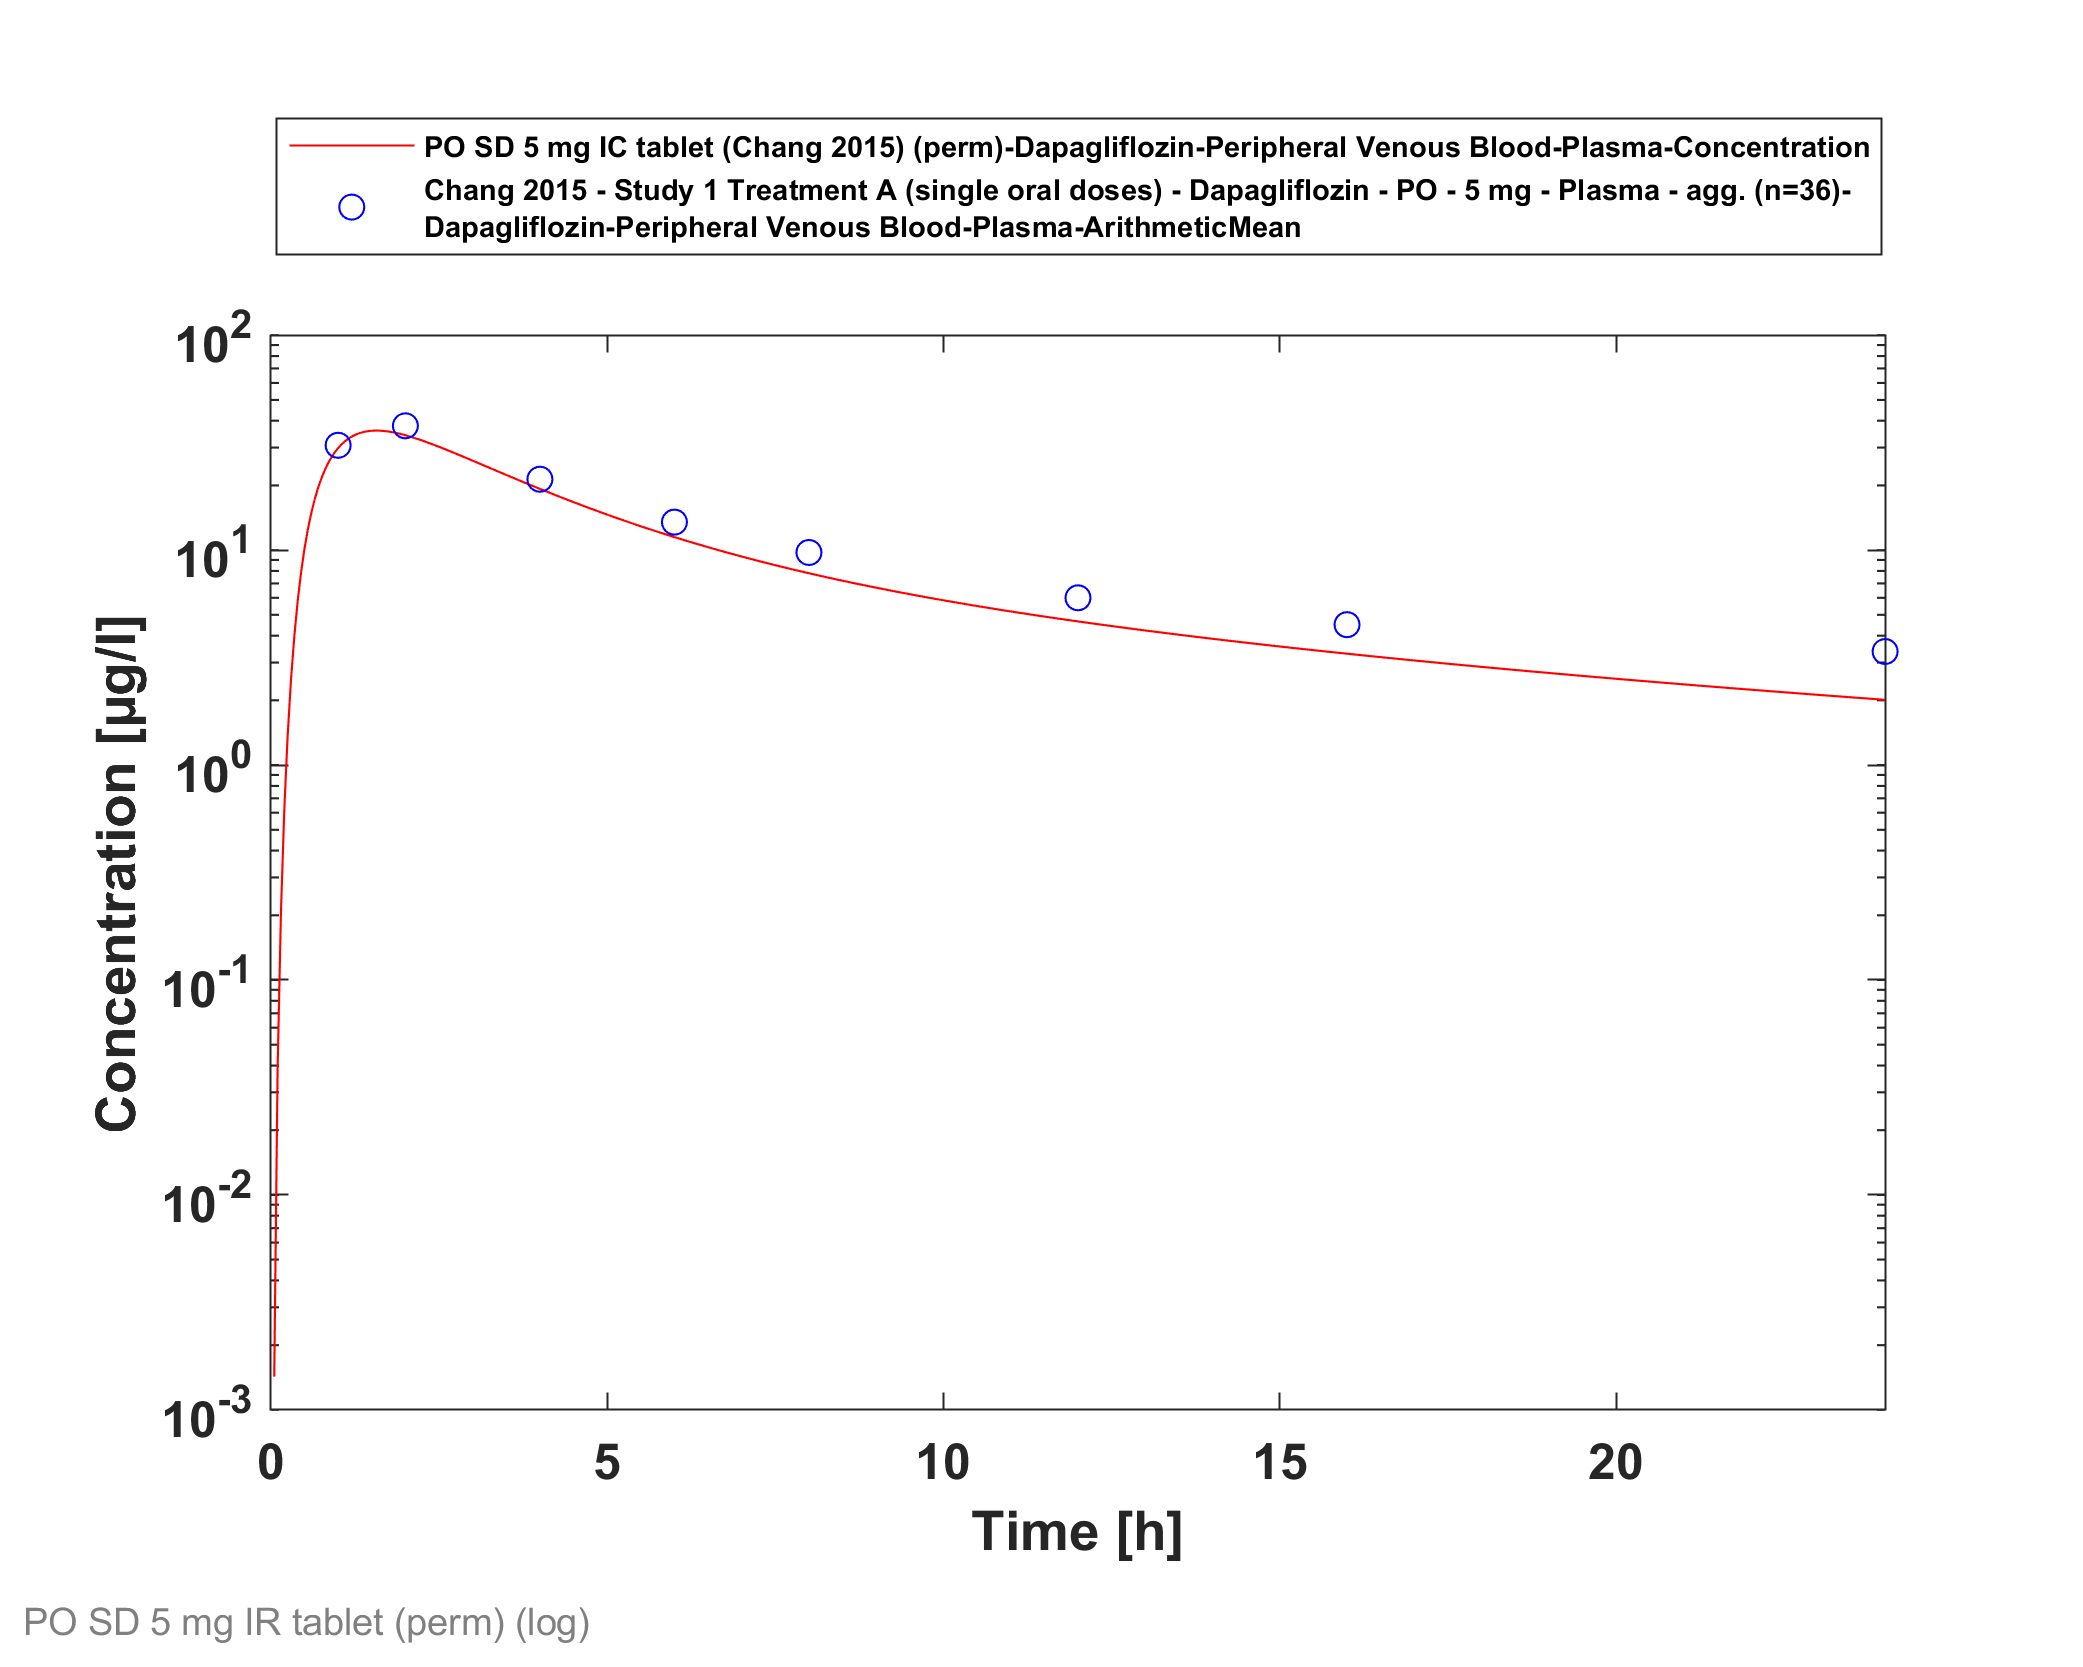 PO SD 5 mg IC tablet (Chang 2015) (perm)-Dapagliflozin-Peripheral Venous Blood-Plasma-Concentration
Chang 2015 - Study 1 Treatment A (single oral doses) - Dapagliflozin - PO - 5 mg - Plasma - agg. (n=36)-
Dapagliflozin-Peripheral Venous Blood-Plasma-ArithmeticMean
10^2
10^1
10^0
10^-1
10^-2
10^-3
Concentration [µg/l]
0 5 10 15 20
Time [h]
PO SD 5 mg IR tablet (perm) (log)